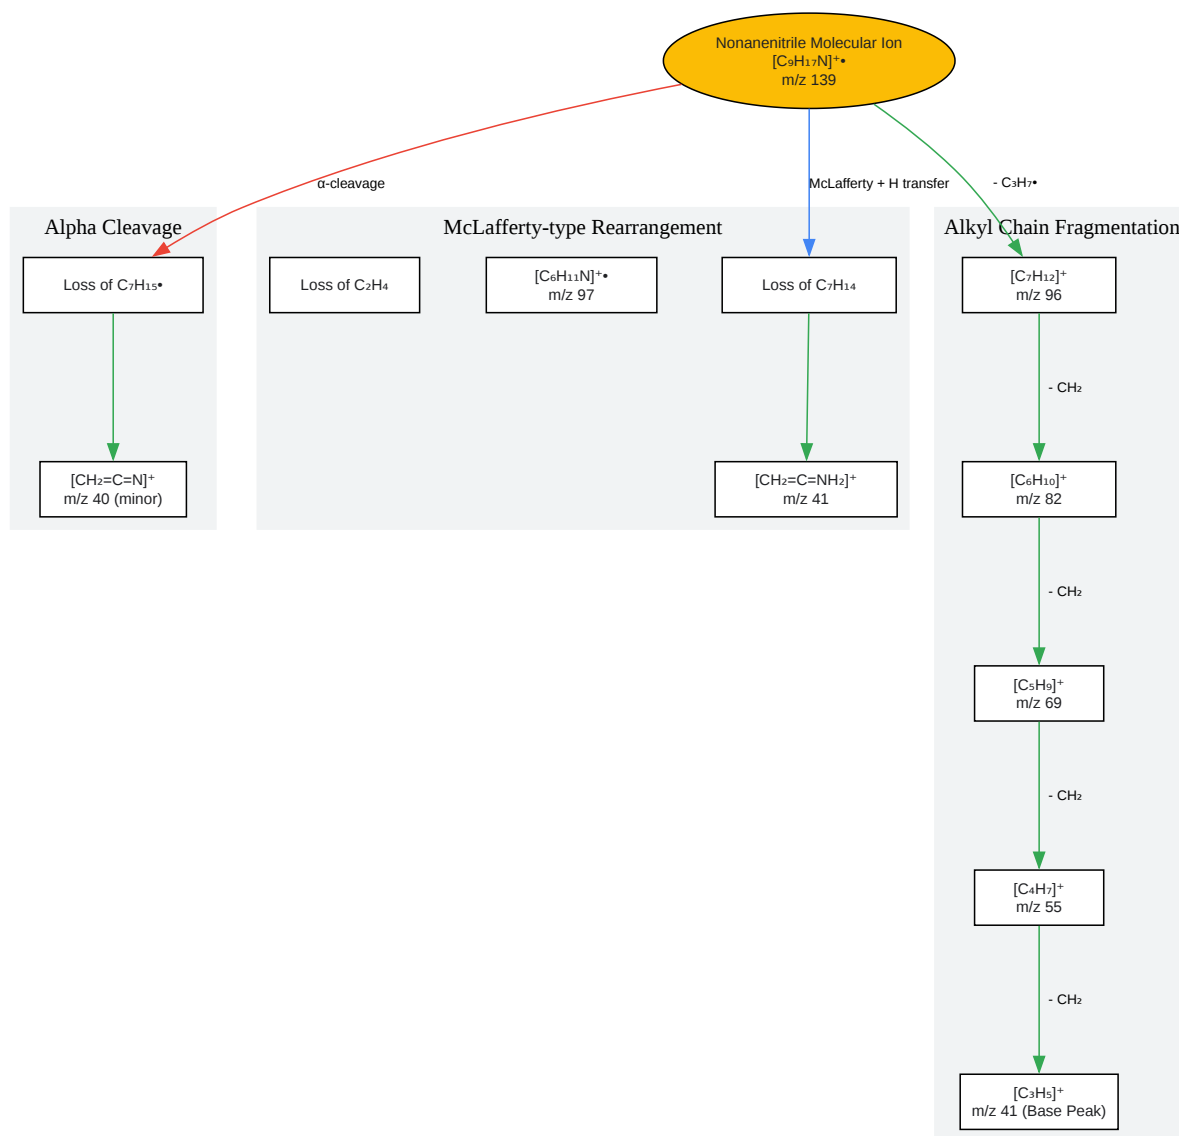 Nonanenitrile Molecular Ion
[C₉H₁₇N]⁺•
m/z 139
α-cleavage
McLafferty + H transfer
- C₃H₇•
Alpha Cleavage
McLafferty-type Rearrangement
Alkyl Chain Fragmentation
Loss of C₇H₁₅•
Loss of C₂H₄
[C₆H₁₁N]⁺•
m/z 97
Loss of C₇H₁₄
[C₇H₁₂]⁺
m/z 96
- CH₂
[CH₂=C=N]⁺
m/z 40 (minor)
[CH₂=C=NH₂]⁺
m/z 41
[C₆H₁₀]⁺
m/z 82
- CH₂
[C₅H₉]⁺
m/z 69
- CH₂
[C₄H₇]⁺
m/z 55
- CH₂
[C₃H₅]⁺
m/z 41 (Base Peak)